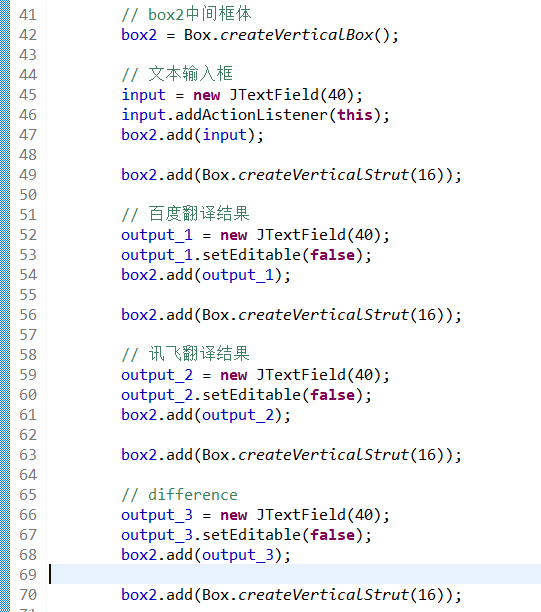 41 // box2中间框体
42 box2 = Box.createVerticalBox();
43
44 // 文本输入框
45 input = new JTextField(40);
46 input.addActionListener(this);
47 box2.add(input);
48
49 box2.add(Box.createVerticalStrut(16));
50
51 // 百度翻译结果
52 output_1 = new JTextField(40);
53 output_1.setEditable(false);
54 box2.add(output_1);
55
56 box2.add(Box.createVerticalStrut(16));
57
58 // 讯飞翻译结果
59 output_2 = new JTextField(40);
60 output_2.setEditable(false);
61 box2.add(output_2);
62
63 box2.add(Box.createVerticalStrut(16));
64
65 // difference
66 output_3 = new JTextField(40);
67 output_3.setEditable(false);
68 box2.add(output_3);
69
70 box2.add(Box.createVerticalStrut(16));